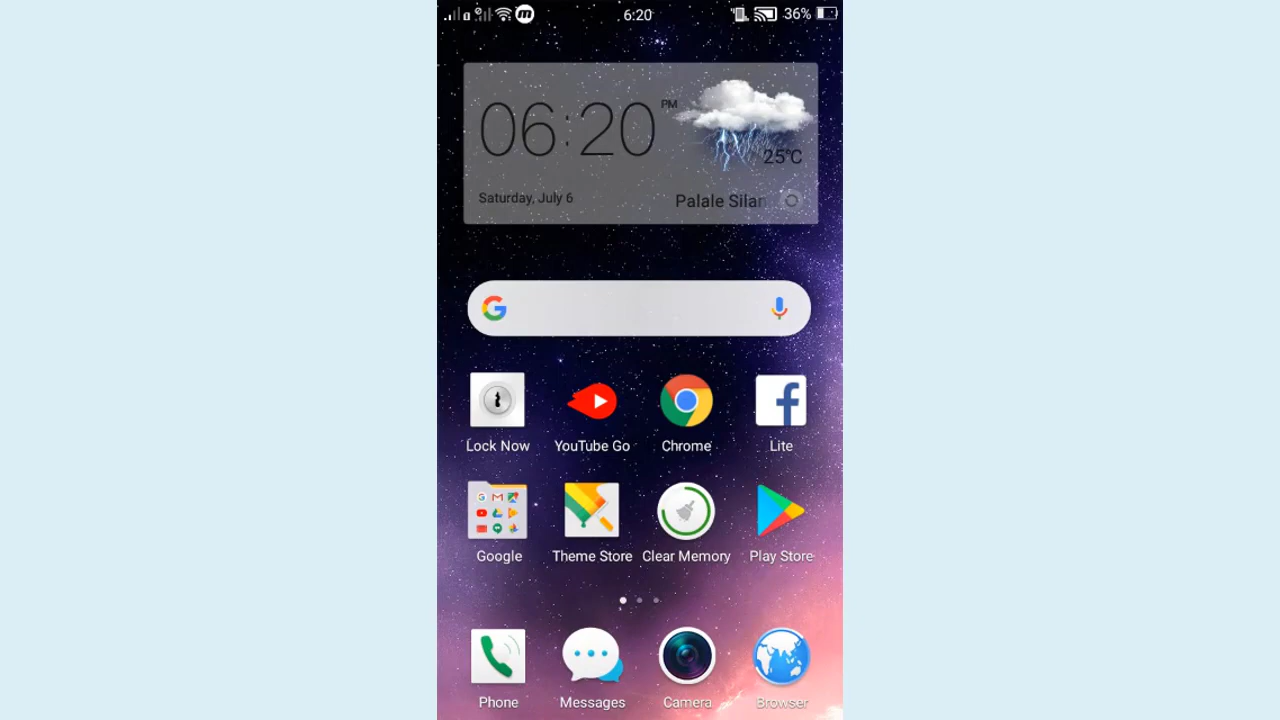 6:20
36%
06:20 PM
25°C
Saturday, July 6
Palale Silan
Lock Now
YouTube Go
Chrome
Lite
Google
Theme Store
Clear Memory
Play Store
Phone
Messages
Camera
Browser